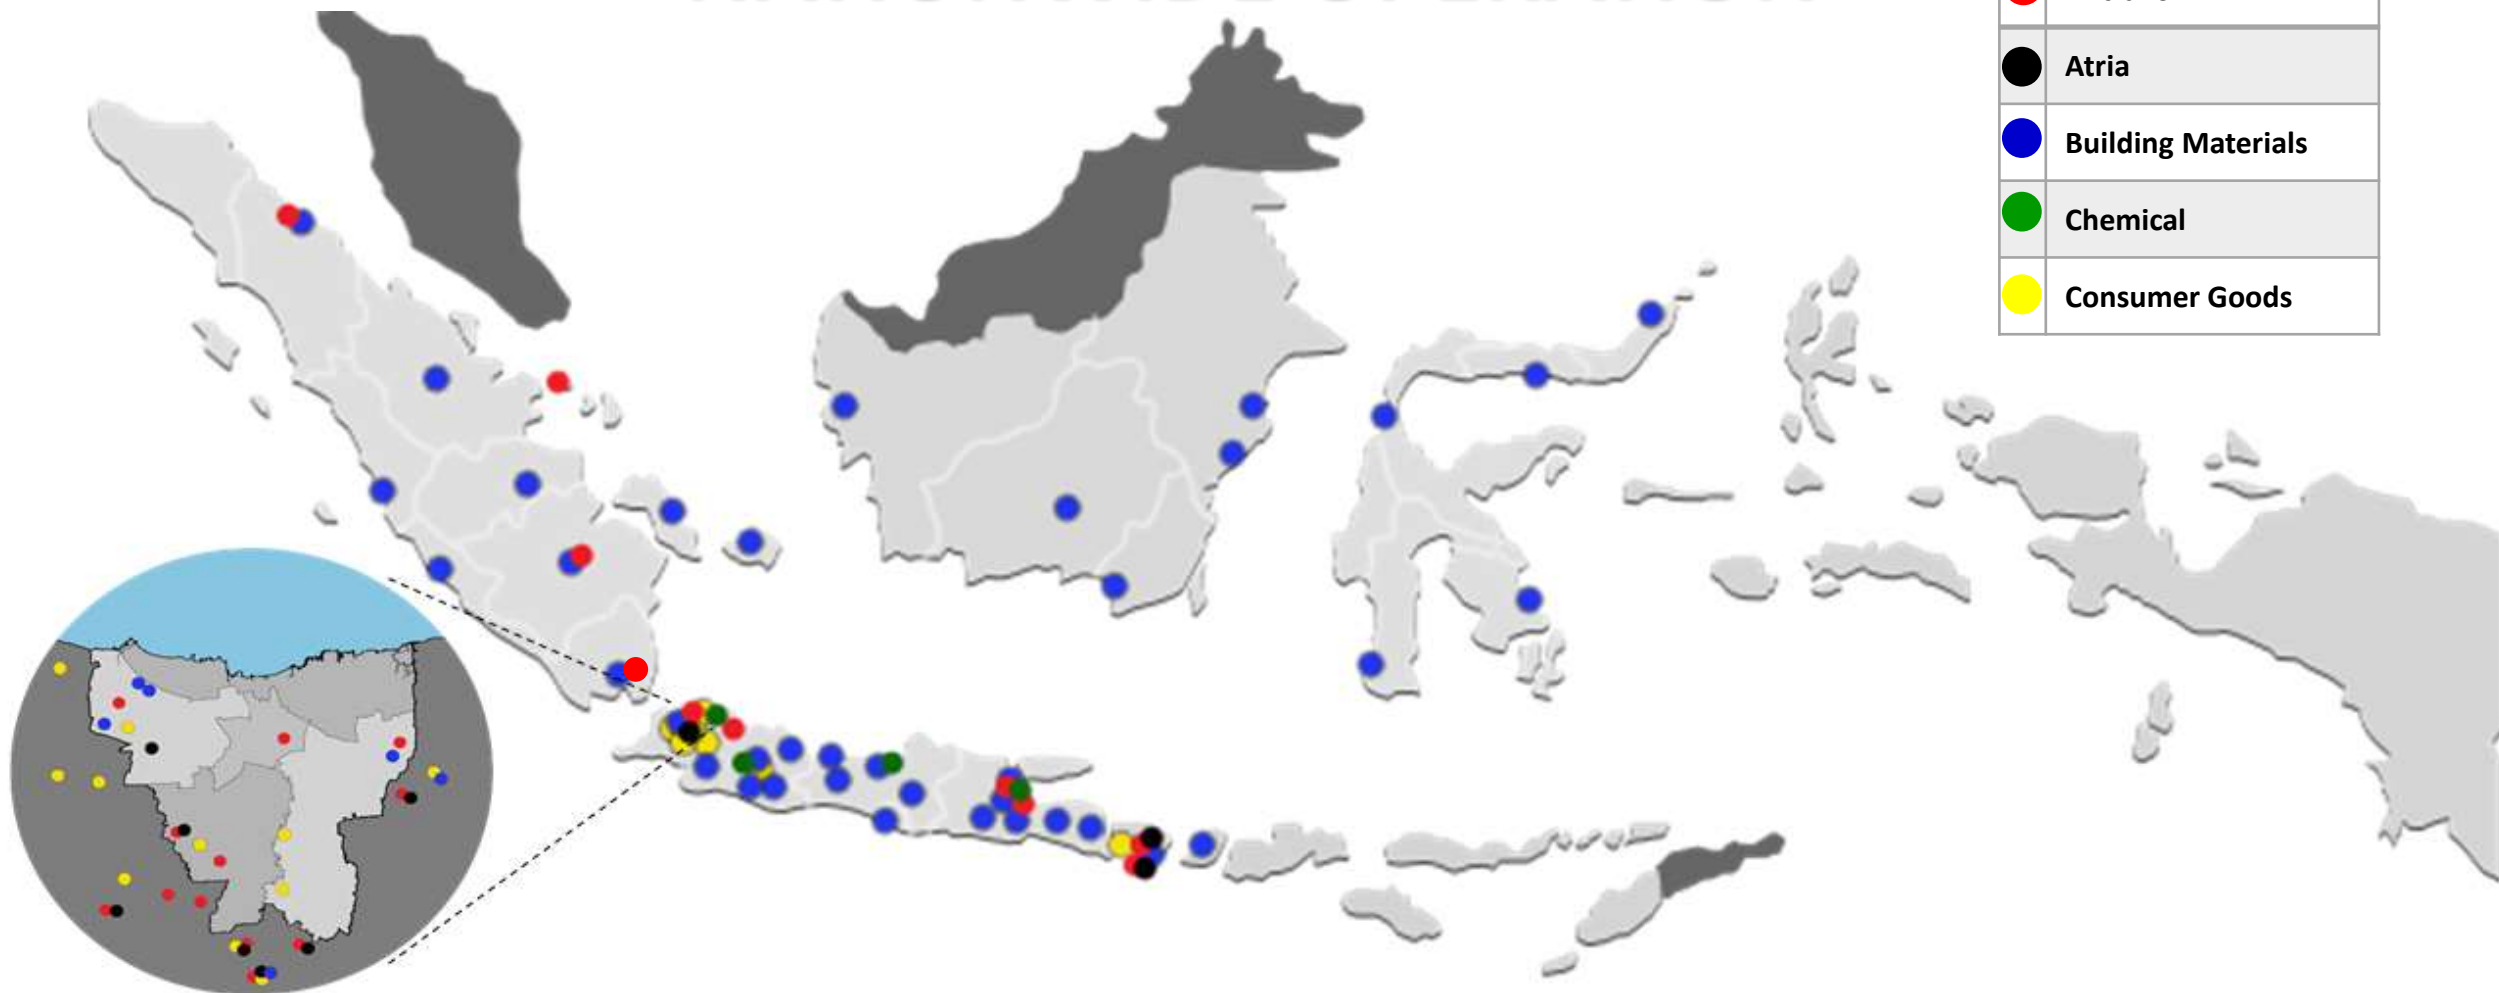 Atria
Building Materials
Chemical
Consumer Goods